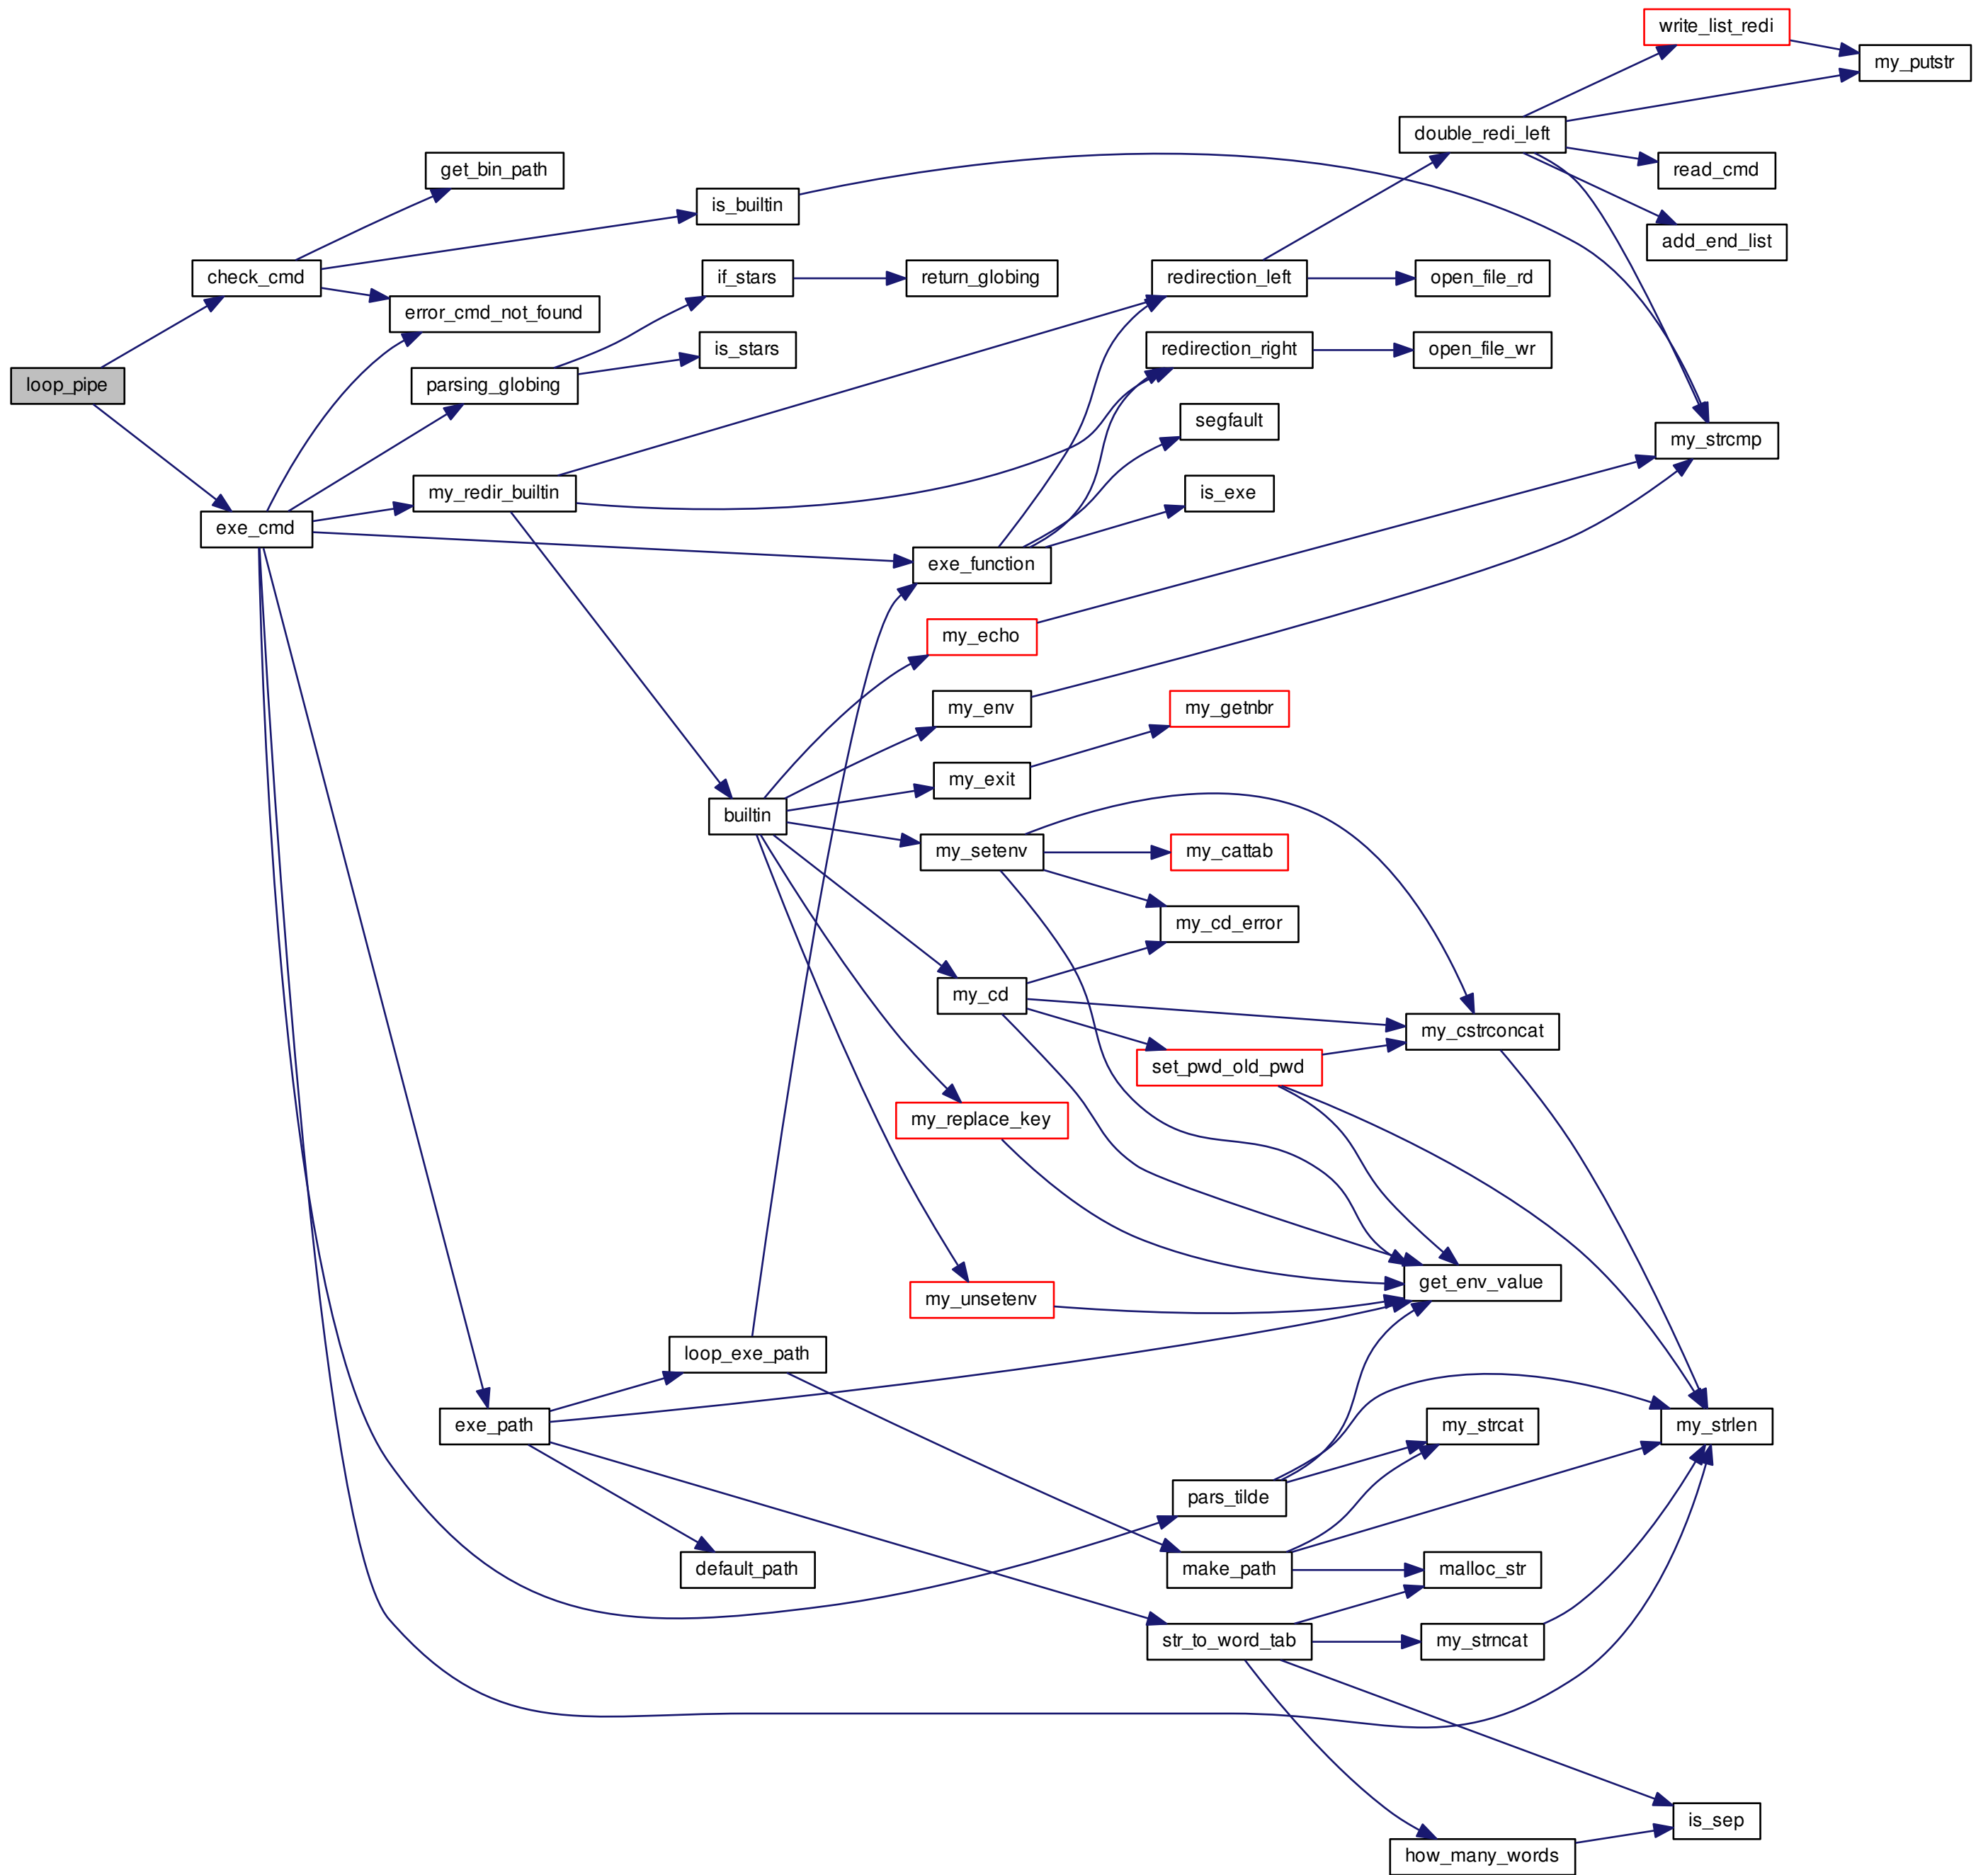 write_list_redi
my_putstr
double_redi_left
get_bin_path
read_cmd
is_builtin
add_end_list
check_cmd
if_stars
return_globing
redirection_left
open_file_rd
error_cmd_not_found
is_stars
redirection_right
open_file_wr
loop_pipe
parsing_globing
segfault
my_strcmp
my_redir_builtin
is_exe
exe_cmd
exe_function
my_echo
my_env
my_getnbr
my_exit
builtin
my_setenv
my_cattab
my_cd_error
my_cd
my_cstrconcat
set_pwd_old_pwd
my_replace_key
get_env_value
my_unsetenv
loop_exe_path
exe_path
my_strcat
my_strlen
pars_tilde
default_path
make_path
malloc_str
str_to_word_tab
my_strncat
is_sep
how_many_words